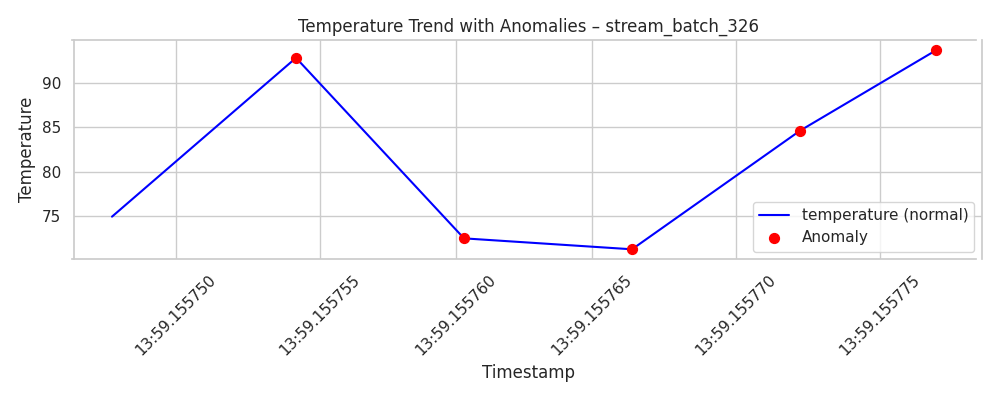 Temperature Trend with Anomalies – stream_batch_326
Temperature
90
85
80
75
temperature (normal)
Anomaly
13:59.155750
13:59.155755
13:59.155760
13:59.155765
13:59.155770
13:59.155775
Timestamp